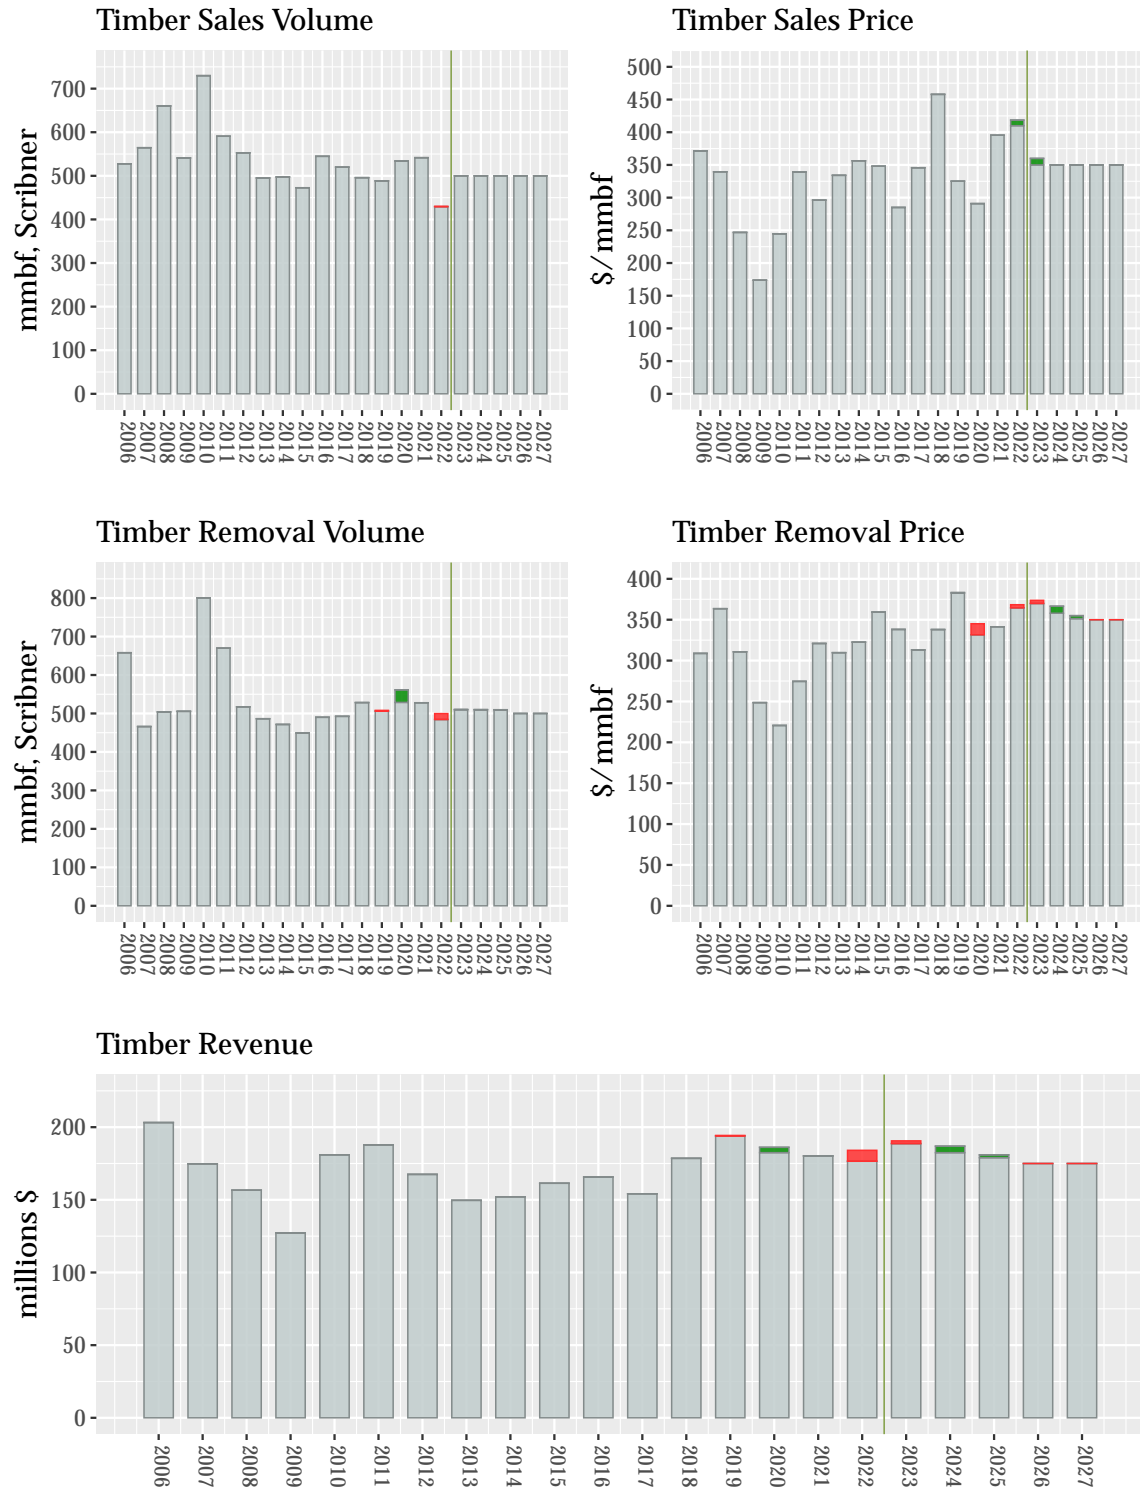 Timber Sales Volume
mmbf, Scribner
700
600
500
400
300
200
100
0
2006 2007 2008 2009 2010 2011 2012 2013 2014 2015 2016 2017 2018 2019 2020 2021 2022 2023 2024 2025 2026 2027
Timber Sales Price
$/mmbf
500
450
400
350
300
250
200
150
100
50
0
2006 2007 2008 2009 2010 2011 2012 2013 2014 2015 2016 2017 2018 2019 2020 2021 2022 2023 2024 2025 2026 2027
Timber Removal Volume
mmbf, Scribner
800
700
600
500
400
300
200
100
0
2006 2007 2008 2009 2010 2011 2012 2013 2014 2015 2016 2017 2018 2019 2020 2021 2022 2023 2024 2025 2026 2027
Timber Removal Price
$/mmbf
400
350
300
250
200
150
100
50
0
2006 2007 2008 2009 2010 2011 2012 2013 2014 2015 2016 2017 2018 2019 2020 2021 2022 2023 2024 2025 2026 2027
Timber Revenue
millions $
200
150
100
50
0
2006 2007 2008 2009 2010 2011 2012 2013 2014 2015 2016 2017 2018 2019 2020 2021 2022 2023 2024 2025 2026 2027